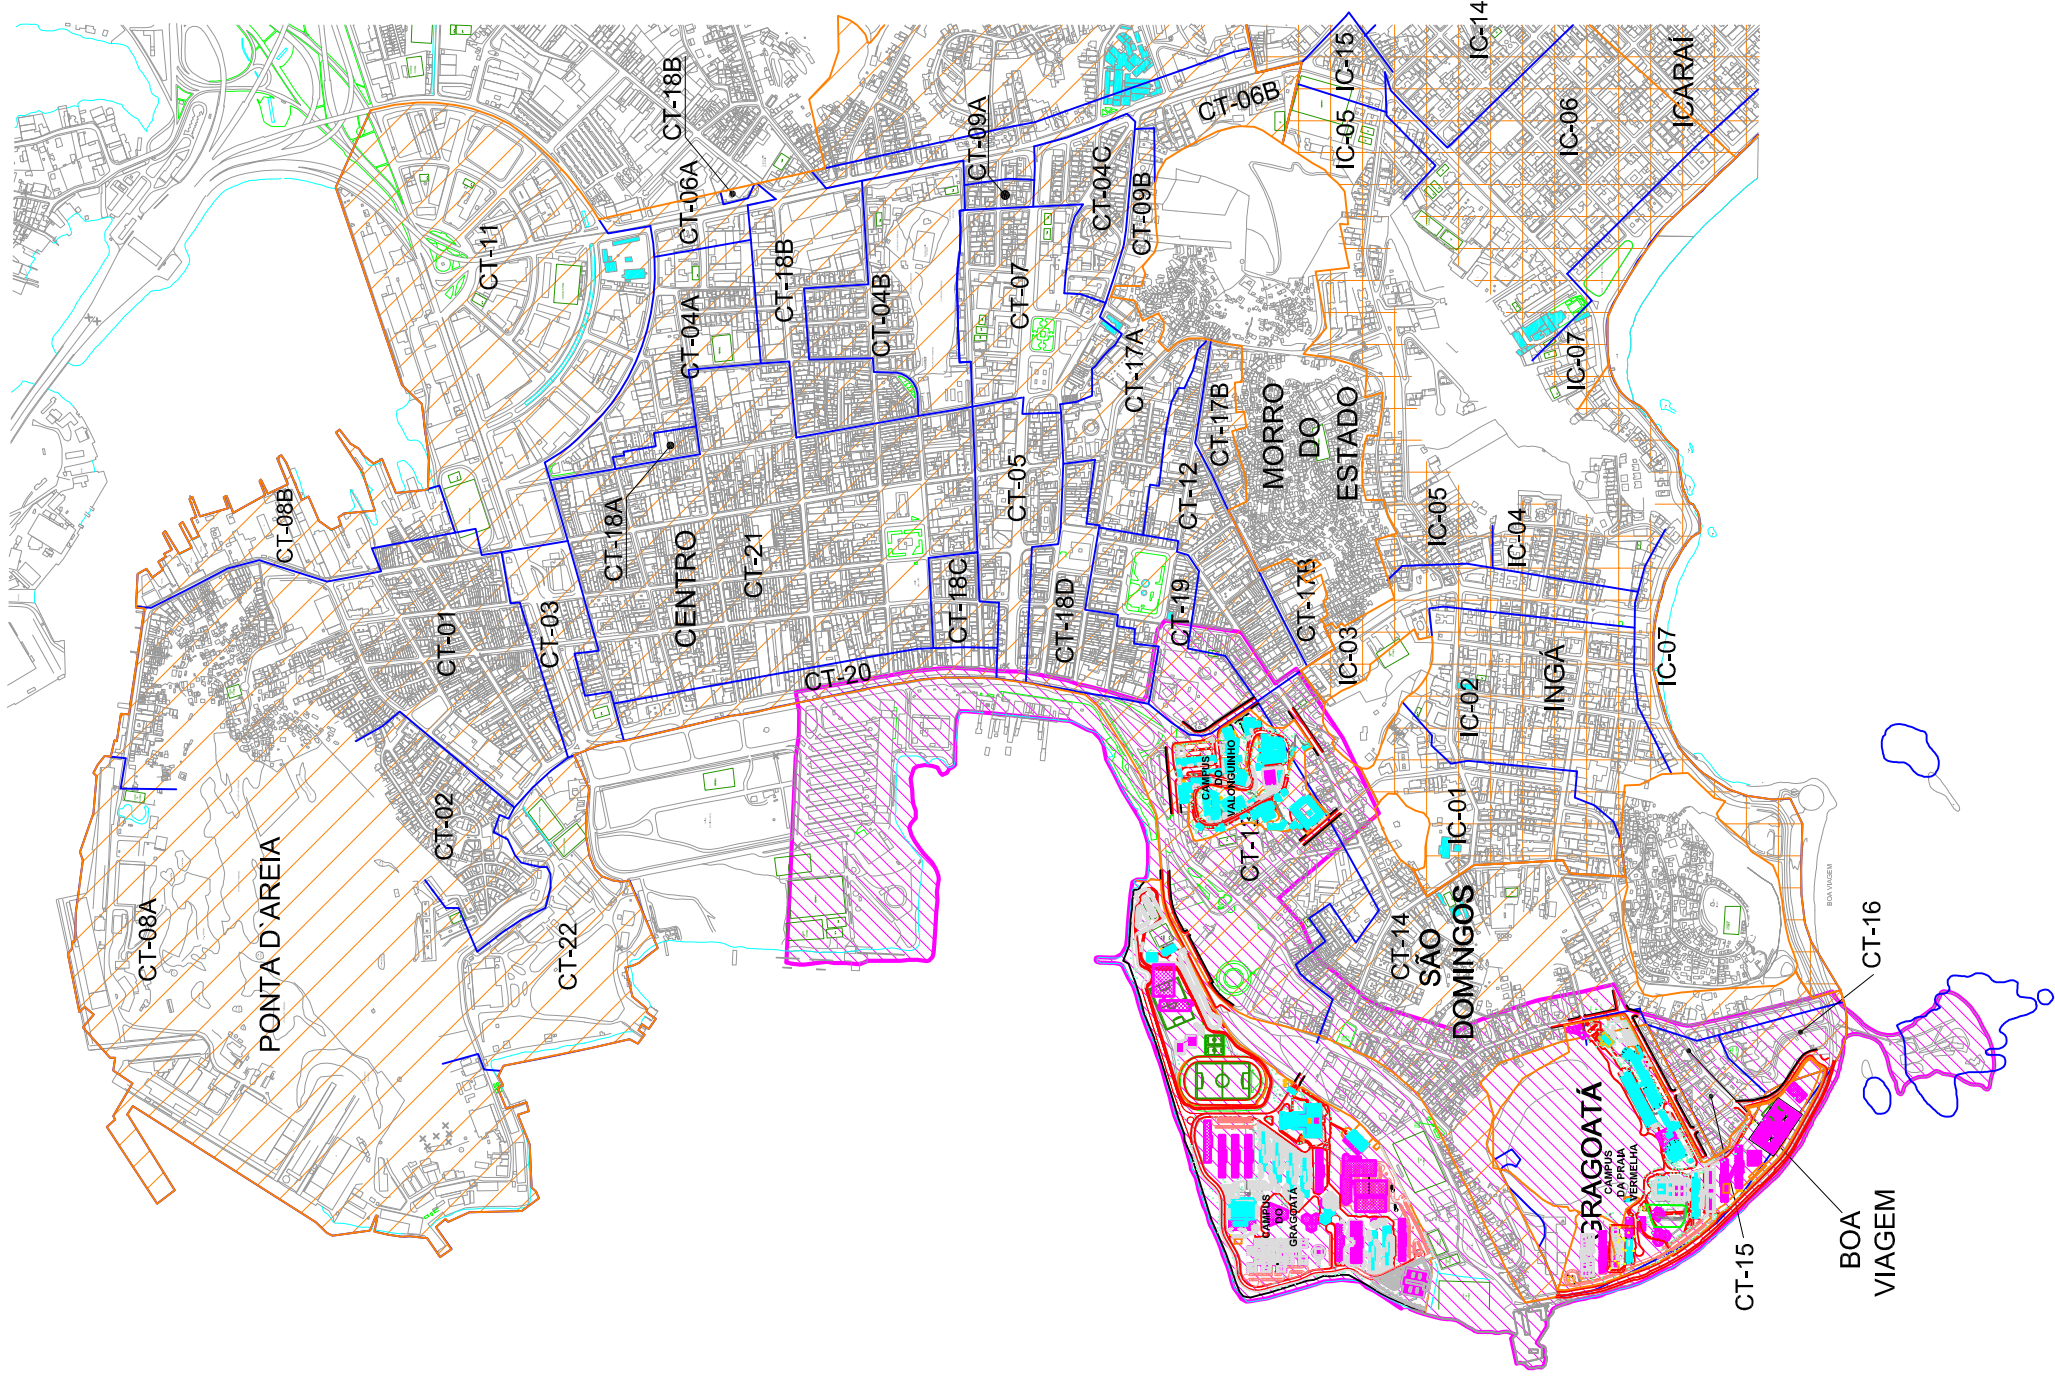 CT-18B
IC-15
IC-14
ICARAÍ
CT-09A
CT-06B
IC-05
IC-06
CT-06A
CT-04C
CT-09B
CT-11
CT-18B
CT-04A
CT-04B
CT-07
CT-17A
CT-17B
IC-07
MORRO
DO
ESTADO
CT-08B
CT-18A
CT-05
CT-12
IC-05
IC-04
CENTRO
CT-21
CT-01
CT-03
CT-18C
CT-18D
CT-19
CT-17B
IC-03
IC-07
CT-20
IC-02
INGÁ
CAMPUS
DO
VALONGUINHO
PONTA D`AREIA
CT-02
CT-1
IC-01
CT-08A
CT-22
CT-14
SÃO
DOMINGOS
BOA VIAGEM
CT-16
GRAGOATÁ
CAMPUS
DA PRAIA
VERMELHA
CAMPUS
DO
GRAGOATÁ
CT-15
BOA
VIAGEM